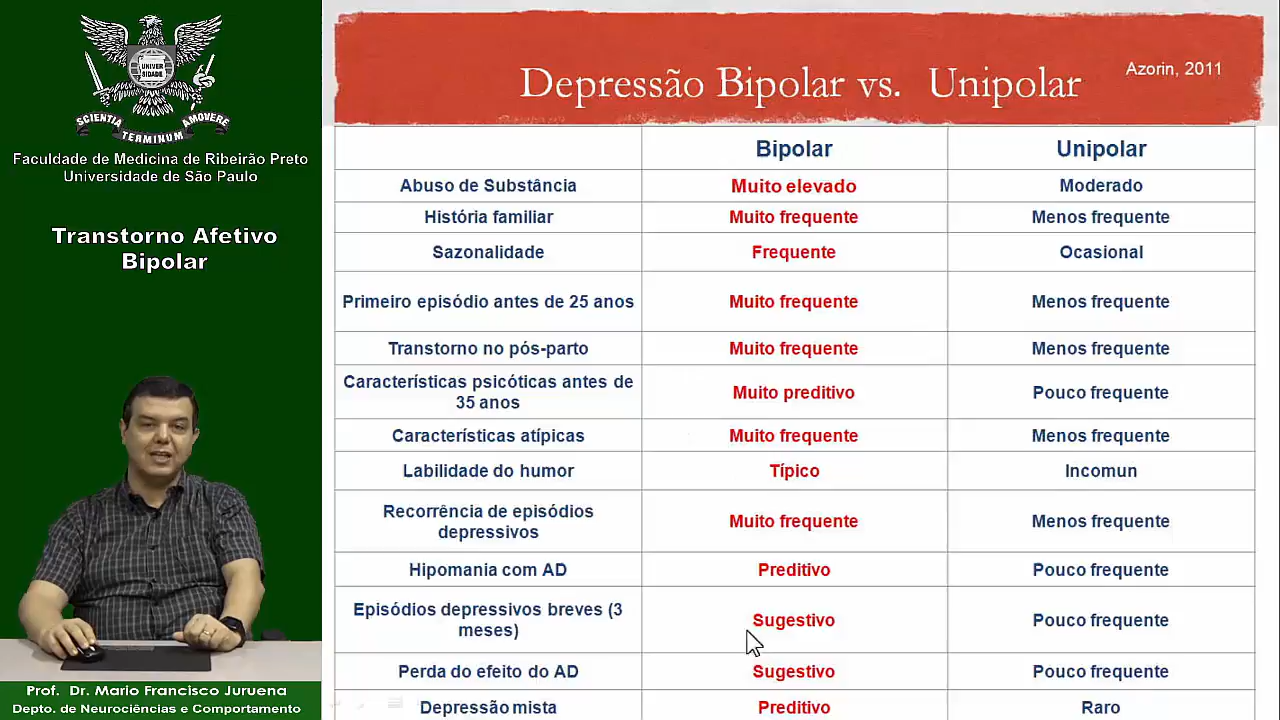 UNIVER
SIDADE
SCIENTIA
TERMINUM
AMOVERE
Faculdade de Medicina de Ribeirão Preto
Universidade de São Paulo
Transtorno Afetivo
Bipolar
Prof. Dr. Mario Francisco Juruena
Depto. de Neurociências e Comportamento
Depressão Bipolar vs. Unipolar
Azorin, 2011
Bipolar Unipolar
Abuso de Substância Muito elevado Moderado
História familiar Muito frequente Menos frequente
Sazonalidade Frequente Ocasional
Primeiro episódio antes de 25 anos Muito frequente Menos frequente
Transtorno no pós-parto Muito frequente Menos frequente
Características psicóticas antes de
35 anos Muito preditivo Pouco frequente
Características atípicas Muito frequente Menos frequente
Labilidade do humor Típico Incomun
Recorrência de episódios
depressivos Muito frequente Menos frequente
Hipomania com AD Preditivo Pouco frequente
Episódios depressivos breves (3
meses) Sugestivo Pouco frequente
Perda do efeito do AD Sugestivo Pouco frequente
Depressão mista Preditivo Raro